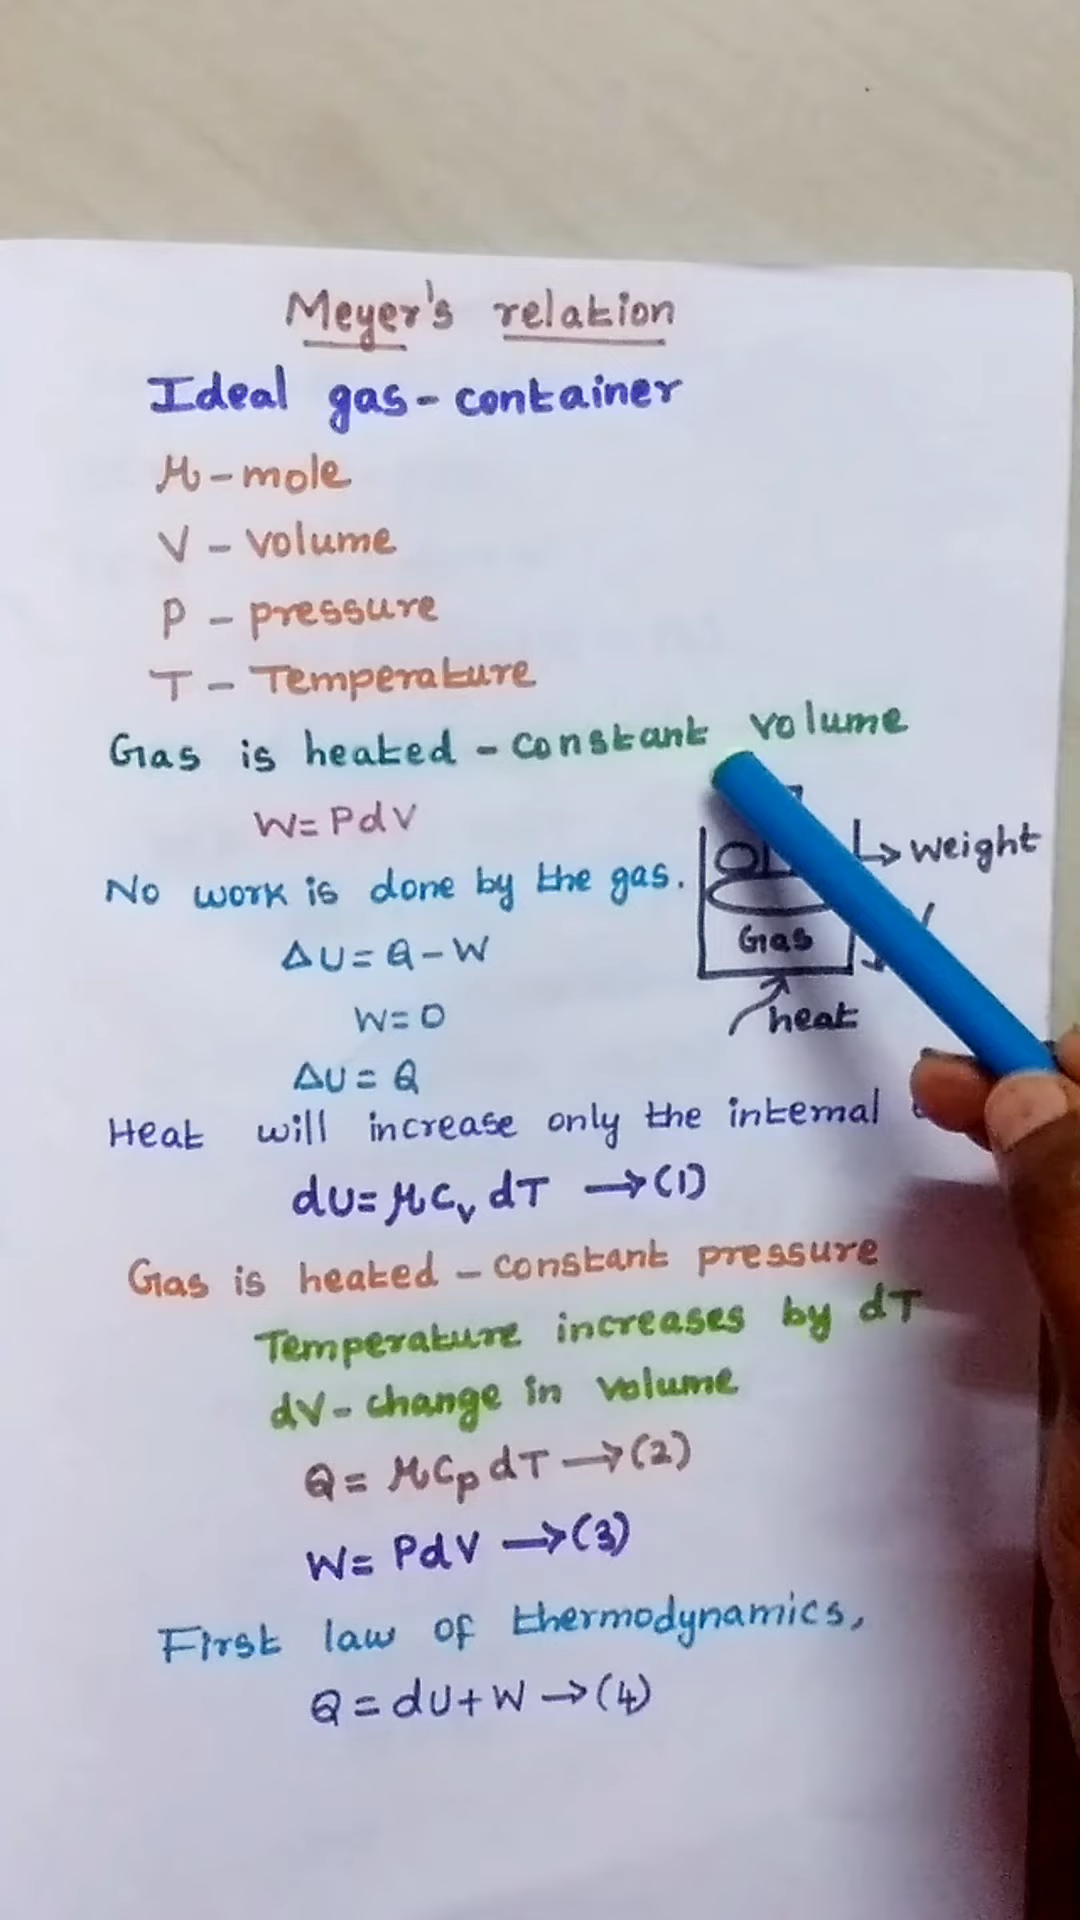 Meyer's relation
Ideal gas - container
μ - mole
V - volume
P - pressure
T - Temperature
Gas is heated - constant volume
W = PdV
weight
No work is done by the gas.
Gas
ΔU = Q - W
W = 0
heat
ΔU = Q
Heat will increase only the internal
dU = μCv dT → (1)
Gas is heated - constant pressure
Temperature increases by dT
dV - change in volume
Q = μCp dT → (2)
W = PdV → (3)
First law of thermodynamics,
Q = dU + W → (4)